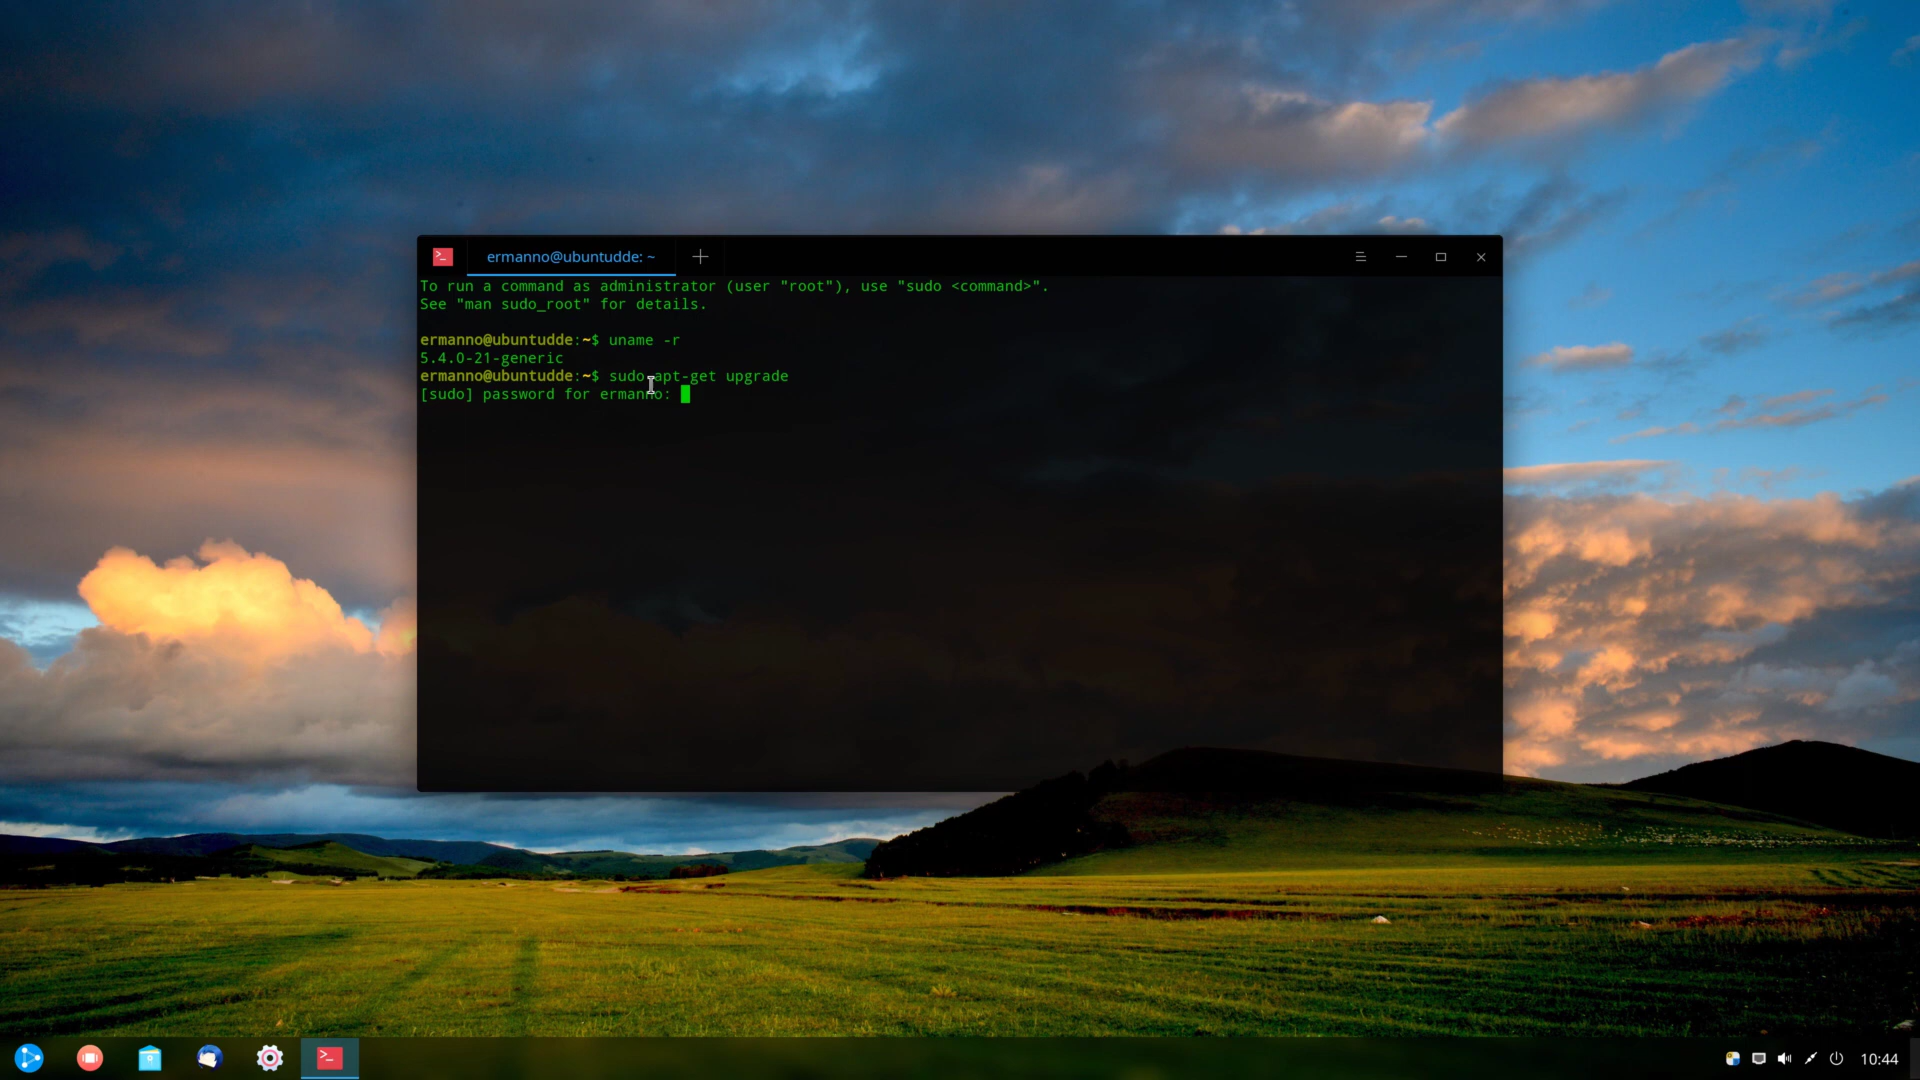 ermanno@ubuntudde: ~
To run a command as administrator (user "root"), use "sudo <command>".
See "man sudo_root" for details.
ermanno@ubuntudde:~$ uname -r
5.4.0-21-generic
ermanno@ubuntudde:~$ sudo apt-get upgrade
[sudo] password for ermanno:
10:44